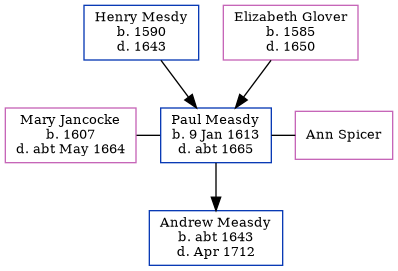 Henry Mesdy
b. 1590
d. 1643
Elizabeth Glover
b. 1585
d. 1650
Mary Jancocke
b. 1607
d. abt May 1664
Paul Measdy
b. 9 Jan 1613
d. abt 1665
Ann Spicer
Andrew Measdy
b. abt 1643
d. Apr 1712